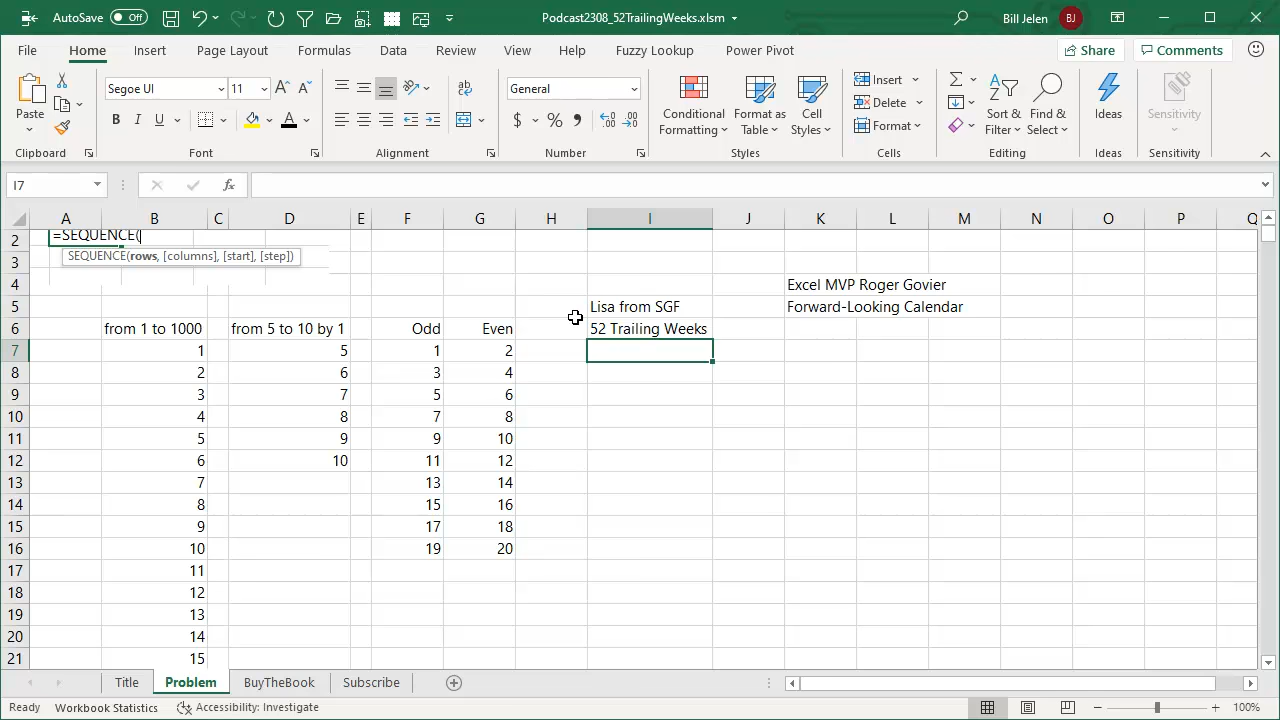 AutoSave Off Podcast2308_52TrailingWeeks.xlsm Bill Jelen BJ
File Home Insert Page Layout Formulas Data Review View Help Fuzzy Lookup Power Pivot Share Comments
Segoe UI 11 General Insert
Paste B I U A $ % , Conditional Formatting Format as Table Cell Styles Delete Sort & Filter Find & Select Ideas Sensitivity
Format
Clipboard Font Alignment Number Styles Cells Editing Ideas Sensitivity
I7 fx
A B C D E F G H I J K L M N O P Q
2 =SEQUENCE(
SEQUENCE(rows, [columns], [start], [step])
3
4 Excel MVP Roger Govier
5 Lisa from SGF Forward-Looking Calendar
6 from 1 to 1000 from 5 to 10 by 1 Odd Even 52 Trailing Weeks
7 1 5 1 2
8 2 6 3 4
9 3 7 5 6
10 4 8 7 8
11 5 9 9 10
12 6 10 11 12
13 7 13 14
14 8 15 16
15 9 17 18
16 10 19 20
17 11
18 12
19 13
20 14
21 15
Title Problem BuyTheBook Subscribe
Ready Workbook Statistics Accessibility: Investigate 100%